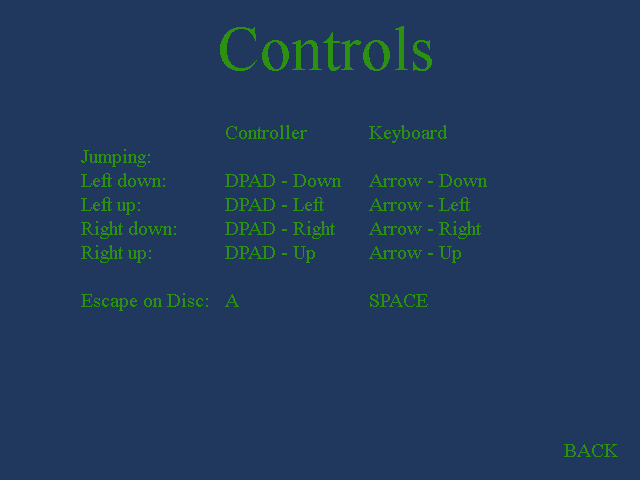 Controls
Controller Keyboard
Jumping:
Left down: DPAD - Down Arrow - Down
Left up: DPAD - Left Arrow - Left
Right down: DPAD - Right Arrow - Right
Right up: DPAD - Up Arrow - Up
Escape on Disc: A SPACE
BACK